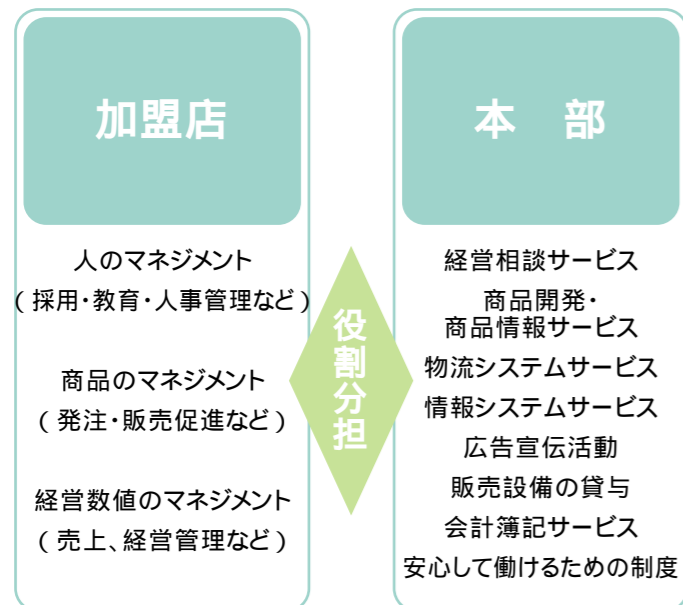 加盟店
人のマネジメント
(採用・教育・人事管理など)
商品のマネジメント
(発注・販売促進など)
経営数値のマネジメント
(売上、経営管理など)
役割分担
本　部
経営相談サービス
商品開発・
商品情報サービス
物流システムサービス
情報システムサービス
広告宣伝活動
販売設備の貸与
会計簿記サービス
安心して働けるための制度